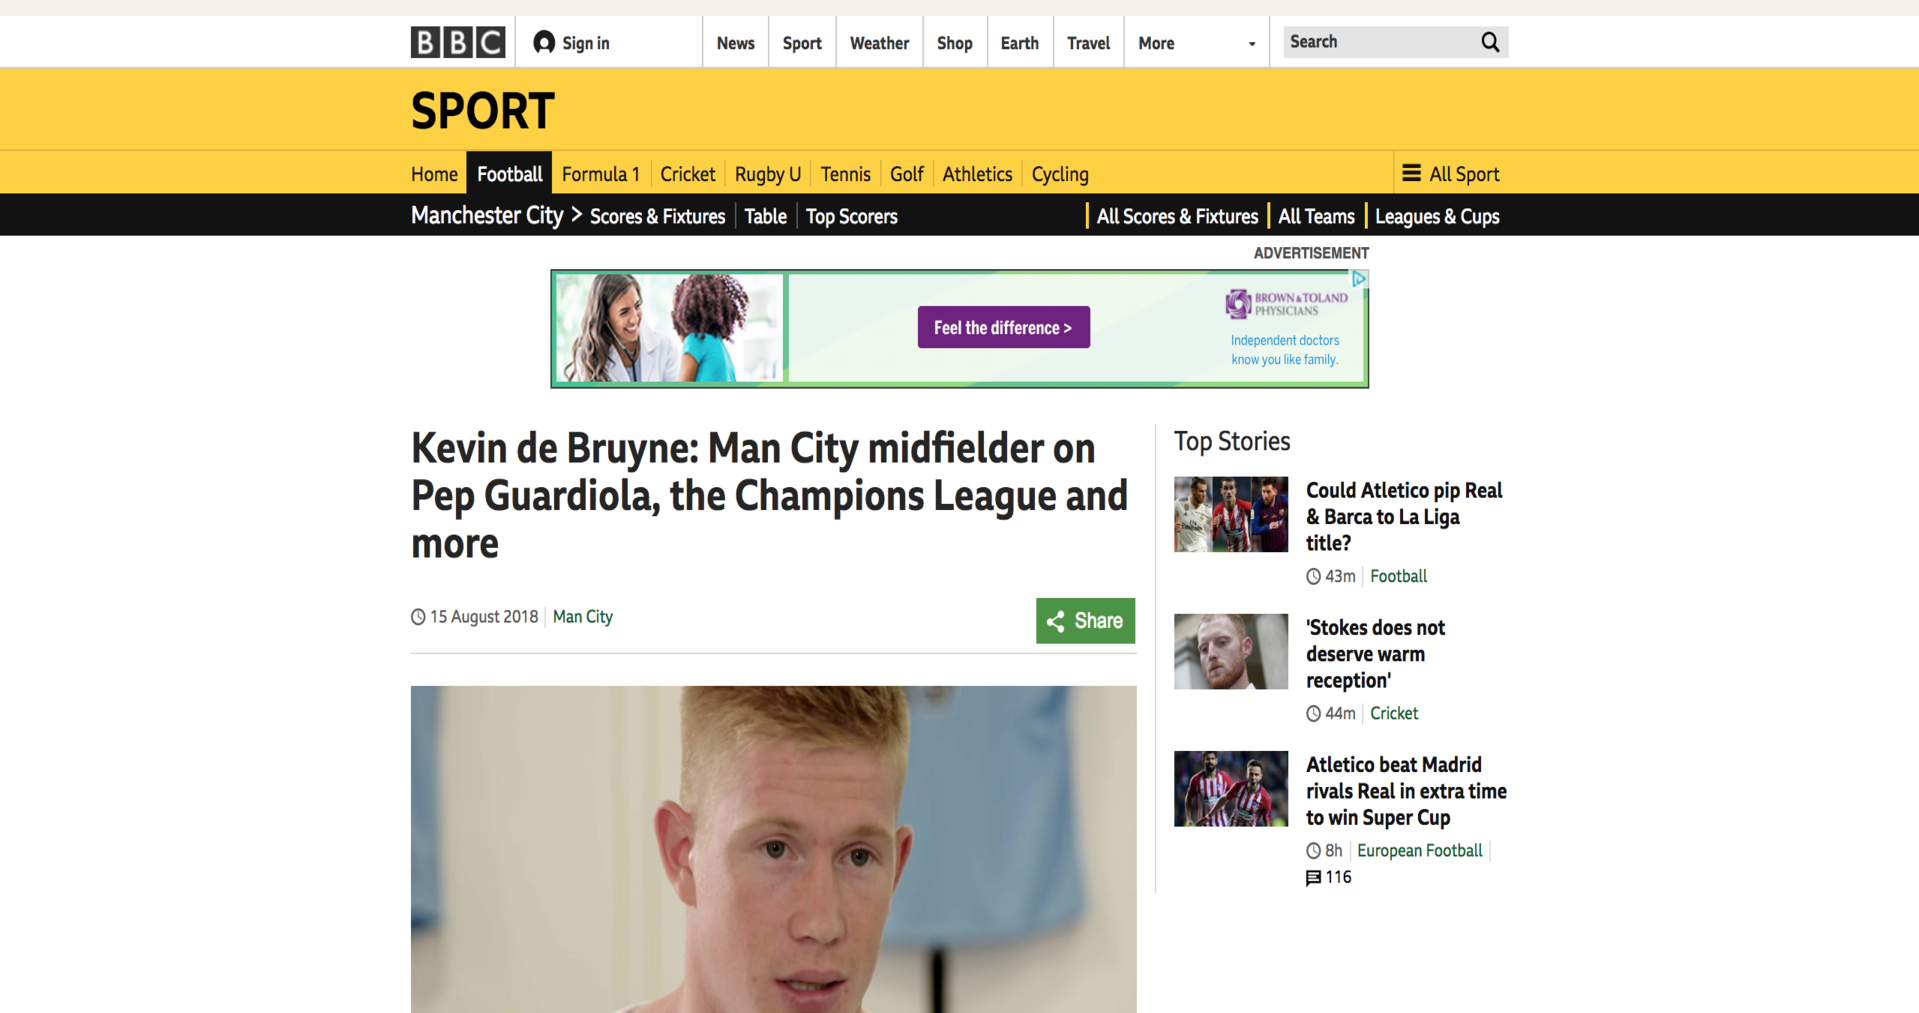 BBC
Sign in
News
Sport
Weather
Shop
Earth
Travel
More
Search
SPORT
Home
Football
Formula 1
Cricket
Rugby U
Tennis
Golf
Athletics
Cycling
All Sport
Manchester City >
Scores & Fixtures
Table
Top Scorers
All Scores & Fixtures
All Teams
Leagues & Cups
ADVERTISEMENT
Feel the difference >
BROWN & TOLAND
PHYSICIANS
Independent doctors
know you like family.
Kevin de Bruyne: Man City midfielder on
Pep Guardiola, the Champions League and
more
15 August 2018
Man City
Share
Top Stories
Could Atletico pip Real
& Barca to La Liga
title?
43m
Football
'Stokes does not
deserve warm
reception'
44m
Cricket
Atletico beat Madrid
rivals Real in extra time
to win Super Cup
8h
European Football
116